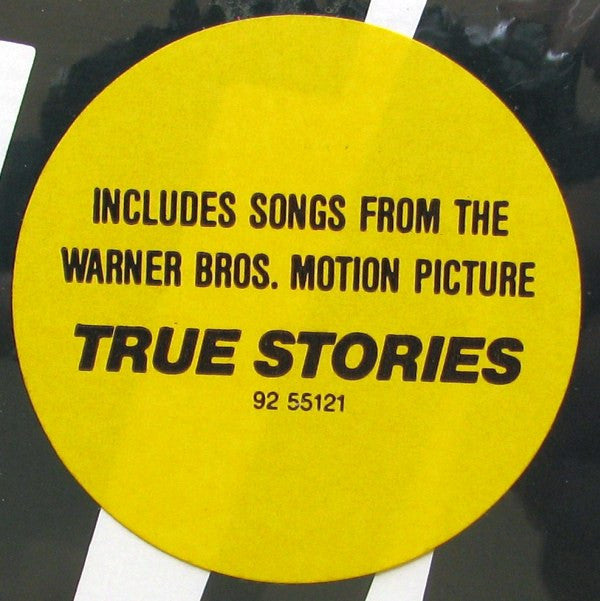 INCLUDES SONGS FROM THE
WARNER BROS. MOTION PICTURE
TRUE STORIES
92 55121